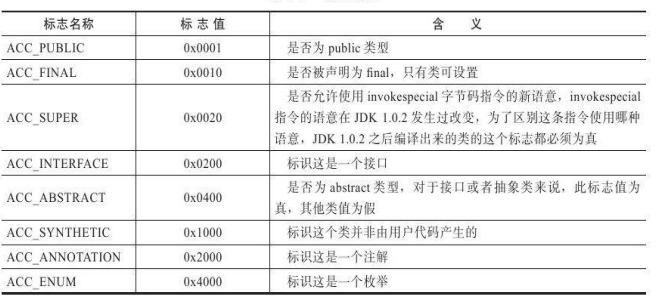 标志名称 标 志 值 含 义
ACC_PUBLIC 0x0001 是否为 public 类型
ACC_FINAL 0x0010 是否被声明为 final，只有类可设置
ACC_SUPER 0x0020 是否允许使用 invokespecial 字节码指令的新语意，invokespecial
指令的语意在 JDK 1.0.2 发生过改变，为了区别这条指令使用哪种
语意，JDK 1.0.2 之后编译出来的类的这个标志都必须为真
ACC_INTERFACE 0x0200 标识这是一个接口
ACC_ABSTRACT 0x0400 是否为 abstract 类型，对于接口或者抽象类来说，此标志值为
真，其他类值为假
ACC_SYNTHETIC 0x1000 标识这个类并非由用户代码产生的
ACC_ANNOTATION 0x2000 标识这是一个注解
ACC_ENUM 0x4000 标识这是一个枚举